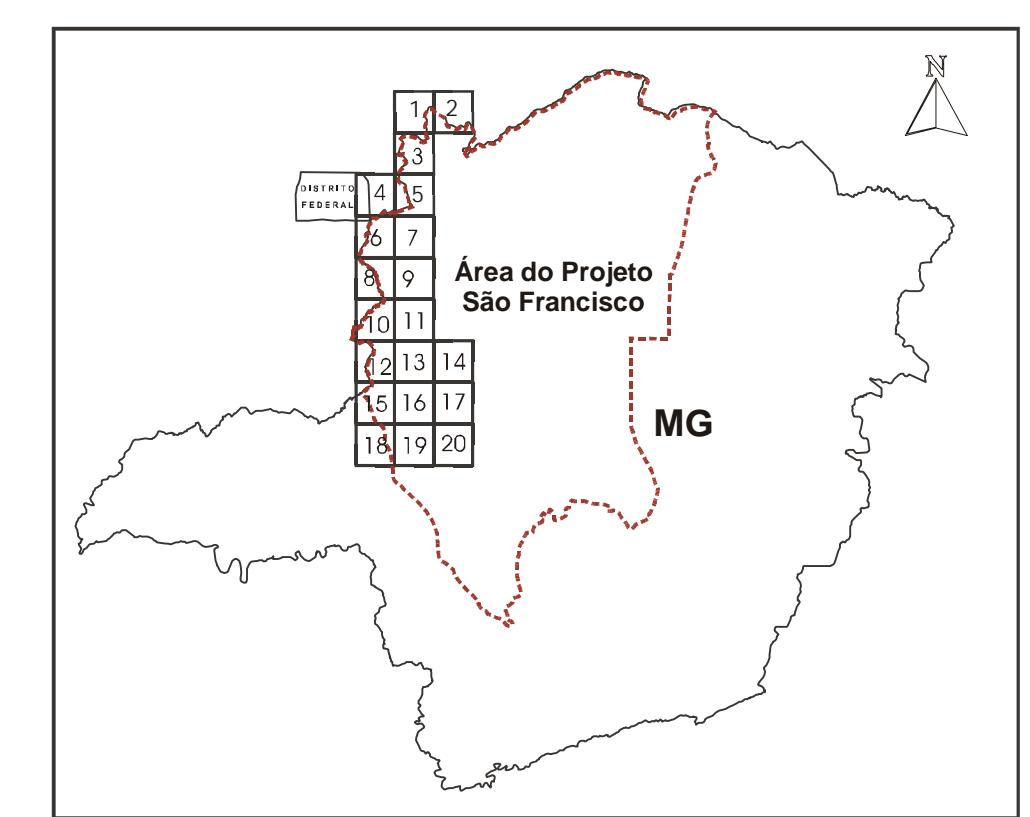 N
1 2
3
DISTRITO
FEDERAL
4 5
6 7
8 9
Área do Projeto
São Francisco
10 11
12 13 14
15 16 17
MG
18 19 20